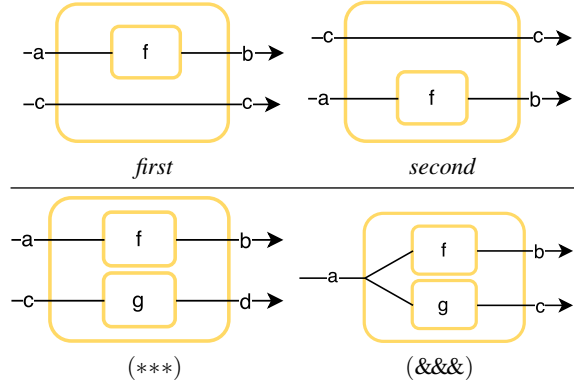 a f b
c c
first
c c
a f b
second
a f b
c g d
(***)
a f b
g c
(&&&)